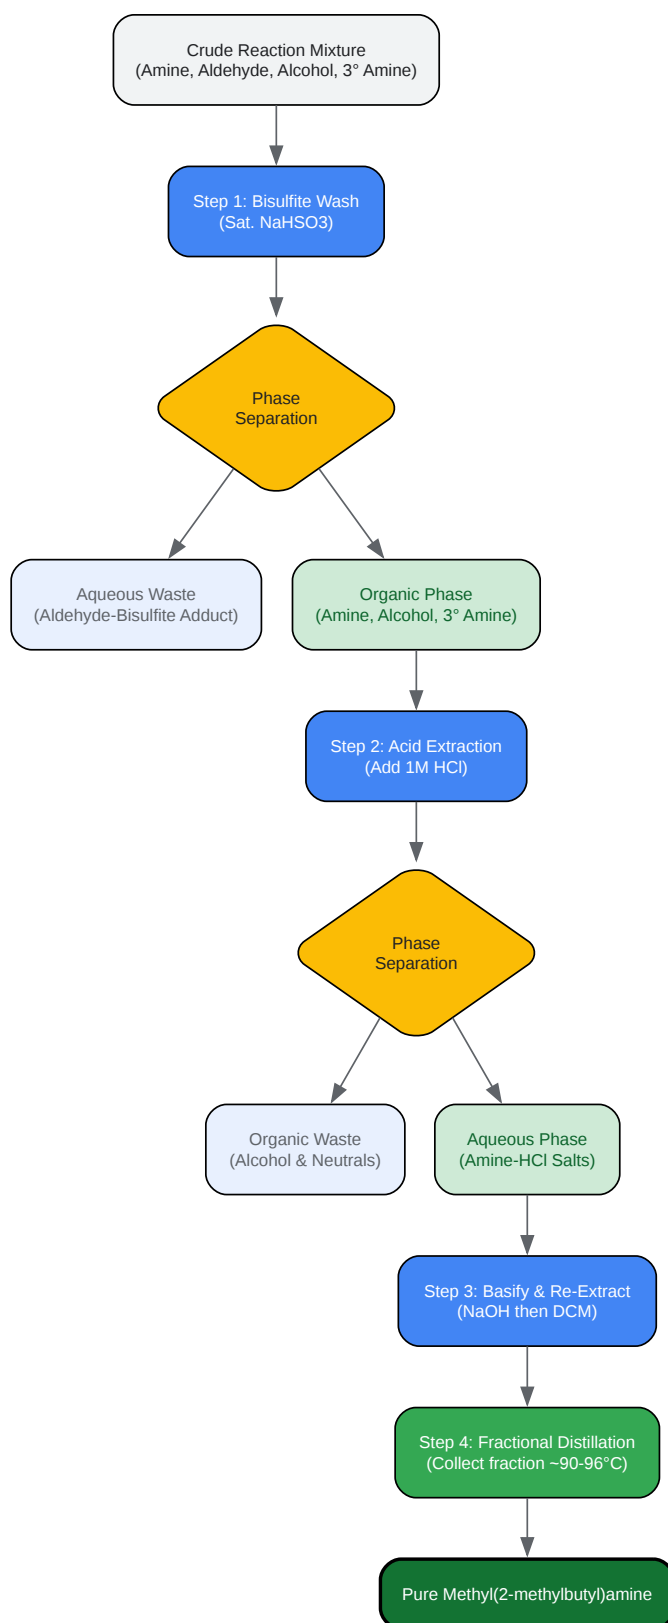 Crude Reaction Mixture
(Amine, Aldehyde, Alcohol, 3° Amine)
Step 1: Bisulfite Wash
(Sat. NaHSO3)
Phase
Separation
Aqueous Waste
(Aldehyde-Bisulfite Adduct)
Organic Phase
(Amine, Alcohol, 3° Amine)
Step 2: Acid Extraction
(Add 1M HCl)
Phase
Separation
Organic Waste
(Alcohol & Neutrals)
Aqueous Phase
(Amine-HCl Salts)
Step 3: Basify & Re-Extract
(NaOH then DCM)
Step 4: Fractional Distillation
(Collect fraction ~90-96°C)
Pure Methyl(2-methylbutyl)amine